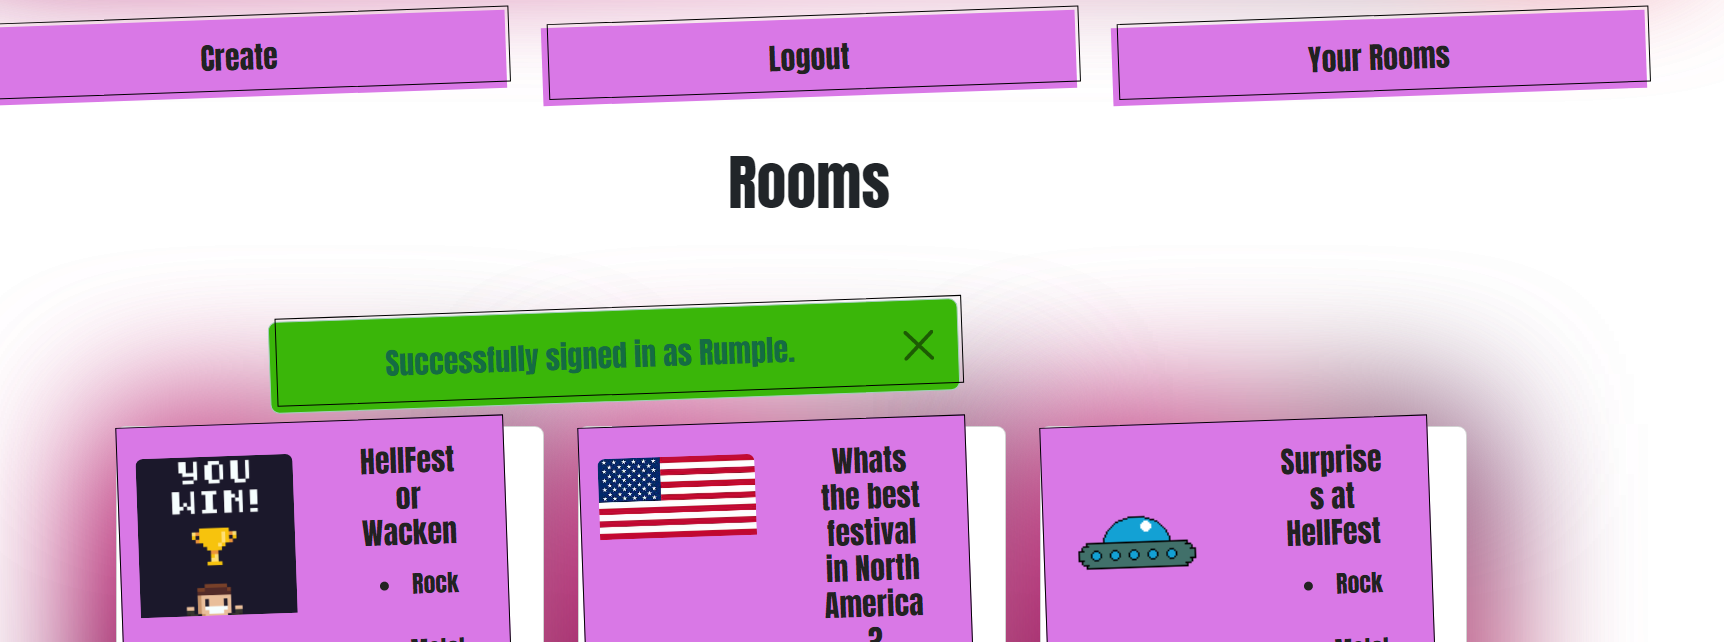 Create
Logout
Your Rooms
Rooms
Successfully signed in as Rumple.
YOU
WIN!
HellFest
or
Wacken
Rock
Whats
the best
festival
in North
America
?
Surprise
s at
HellFest
Rock